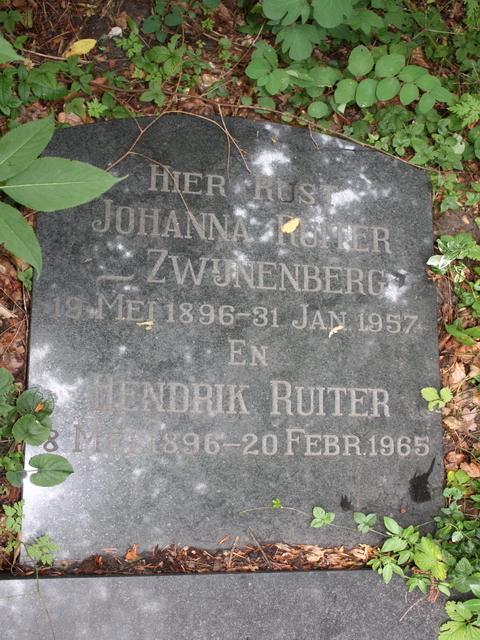 HIER RUST
JOHANNA RUITER
— ZWIJNENBERG
19 MEI 1896-31 JAN. 1957
EN
HENDRIK RUITER
8 MEI 1896-20 FEBR. 1965